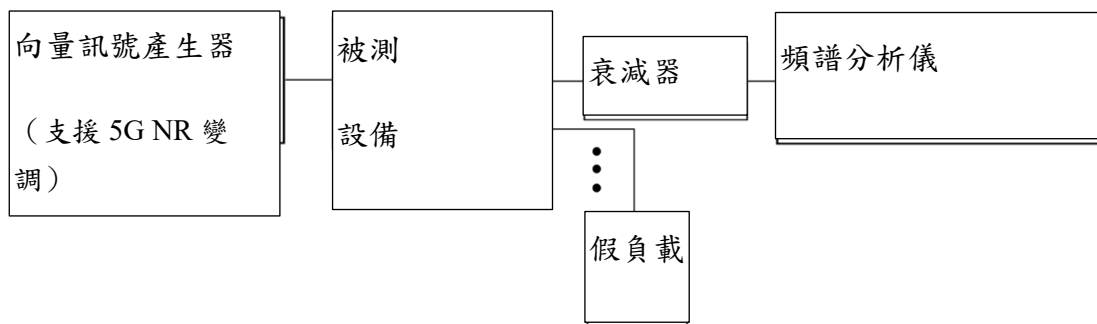 向量訊號產生器
（支援 5G NR 變
調）
被測
設備
衰減器
頻譜分析儀
假負載